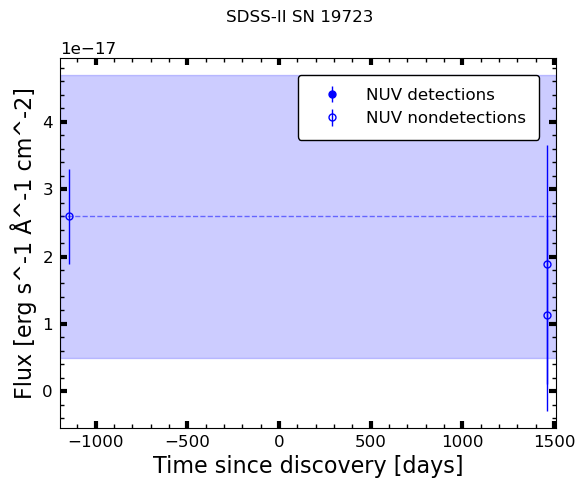 SDSS-II SN 19723
1e−17
NUV detections
NUV nondetections
4
3
2
1
0
Flux [erg s^-1 Å^-1 cm^-2]
−1000 −500 0 500 1000 1500
Time since discovery [days]